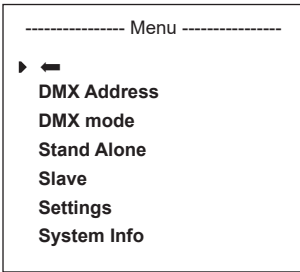 ---------------- Menu ----------------
DMX Address
DMX mode
Stand Alone
Slave
Settings
System Info